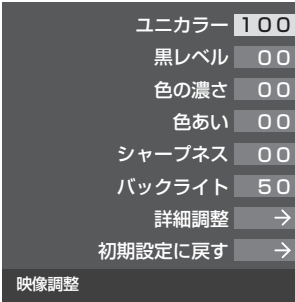 ユニカラー 100
黒レベル 00
色の濃さ 00
色あい 00
シャープネス 00
バックライト 50
詳細調整 →
初期設定に戻す →
映像調整